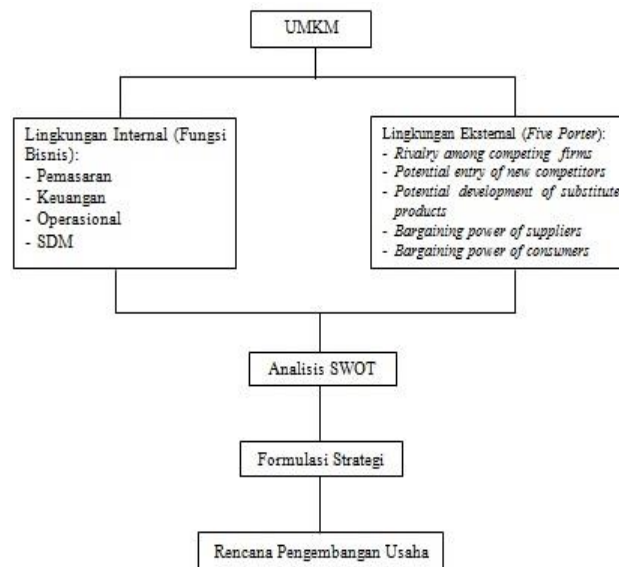 UMKM
Lingkungan Internal (Fungsi
Bisnis):
- Pemasaran
- Keuangan
- Operasional
- SDM
Lingkungan Eksternal (Five Porter):
- Rivalry among competing firms
- Potential entry of new competitors
- Potential development of substitute
products
- Bargaining power of suppliers
- Bargaining power of consumers
Analisis SWOT
Formulasi Strategi
Rencana Pengembangan Usaha